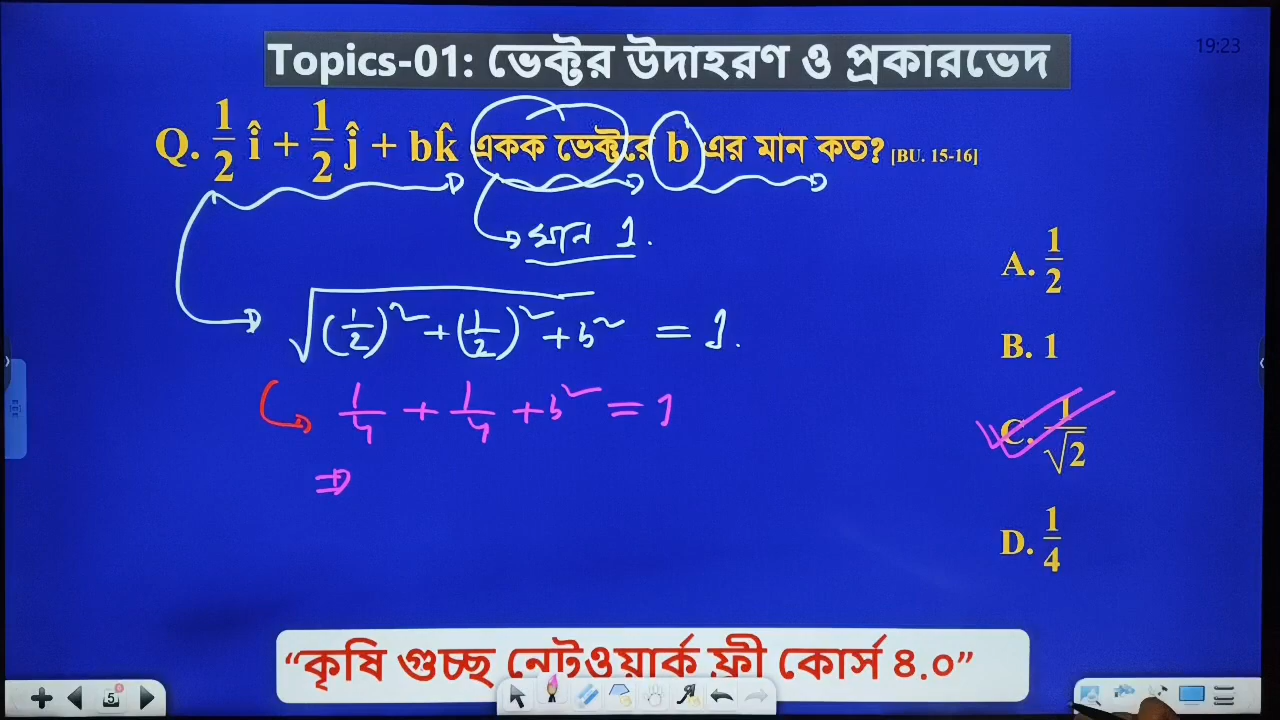 19:23
Topics-01: ভেক্টর উদাহরণ ও প্রকারভেদ
Q. 1/2 î + 1/2 ĵ + bk̂ একক ভেক্টরে b এর মান কত? [BU. 15-16]
মান 1.
√((1/2)² + (1/2)² + b²) = 1.
1/4 + 1/4 + b² = 1
⇒
A. 1/2
B. 1
C. 1/√2
D. 1/4
“কৃষি গুচ্ছ নেটওয়ার্ক ফ্রী কোর্স ৪.০”
5